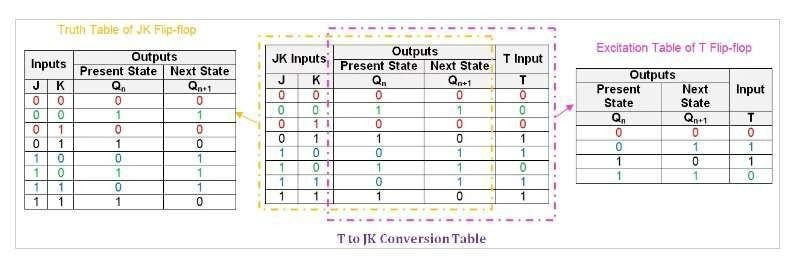 Truth Table of JK Flip-flop
Inputs Outputs
Present State Next State
J K Qn Qn+1
0 0 0 0
0 0 1 1
0 1 0 0
0 1 1 0
1 0 0 1
1 0 1 1
1 1 0 1
1 1 1 0
JK Inputs Outputs T Input
Present State Next State
J K Qn Qn+1 T
0 0 0 0 0
0 0 1 1 0
0 1 0 0 0
0 1 1 0 1
1 0 0 1 1
1 0 1 1 0
1 1 0 1 1
1 1 1 0 1
T to JK Conversion Table
Excitation Table of T Flip-flop
Outputs Input
Present State Next State
Qn Qn+1 T
0 0 0
0 1 1
1 0 1
1 1 0